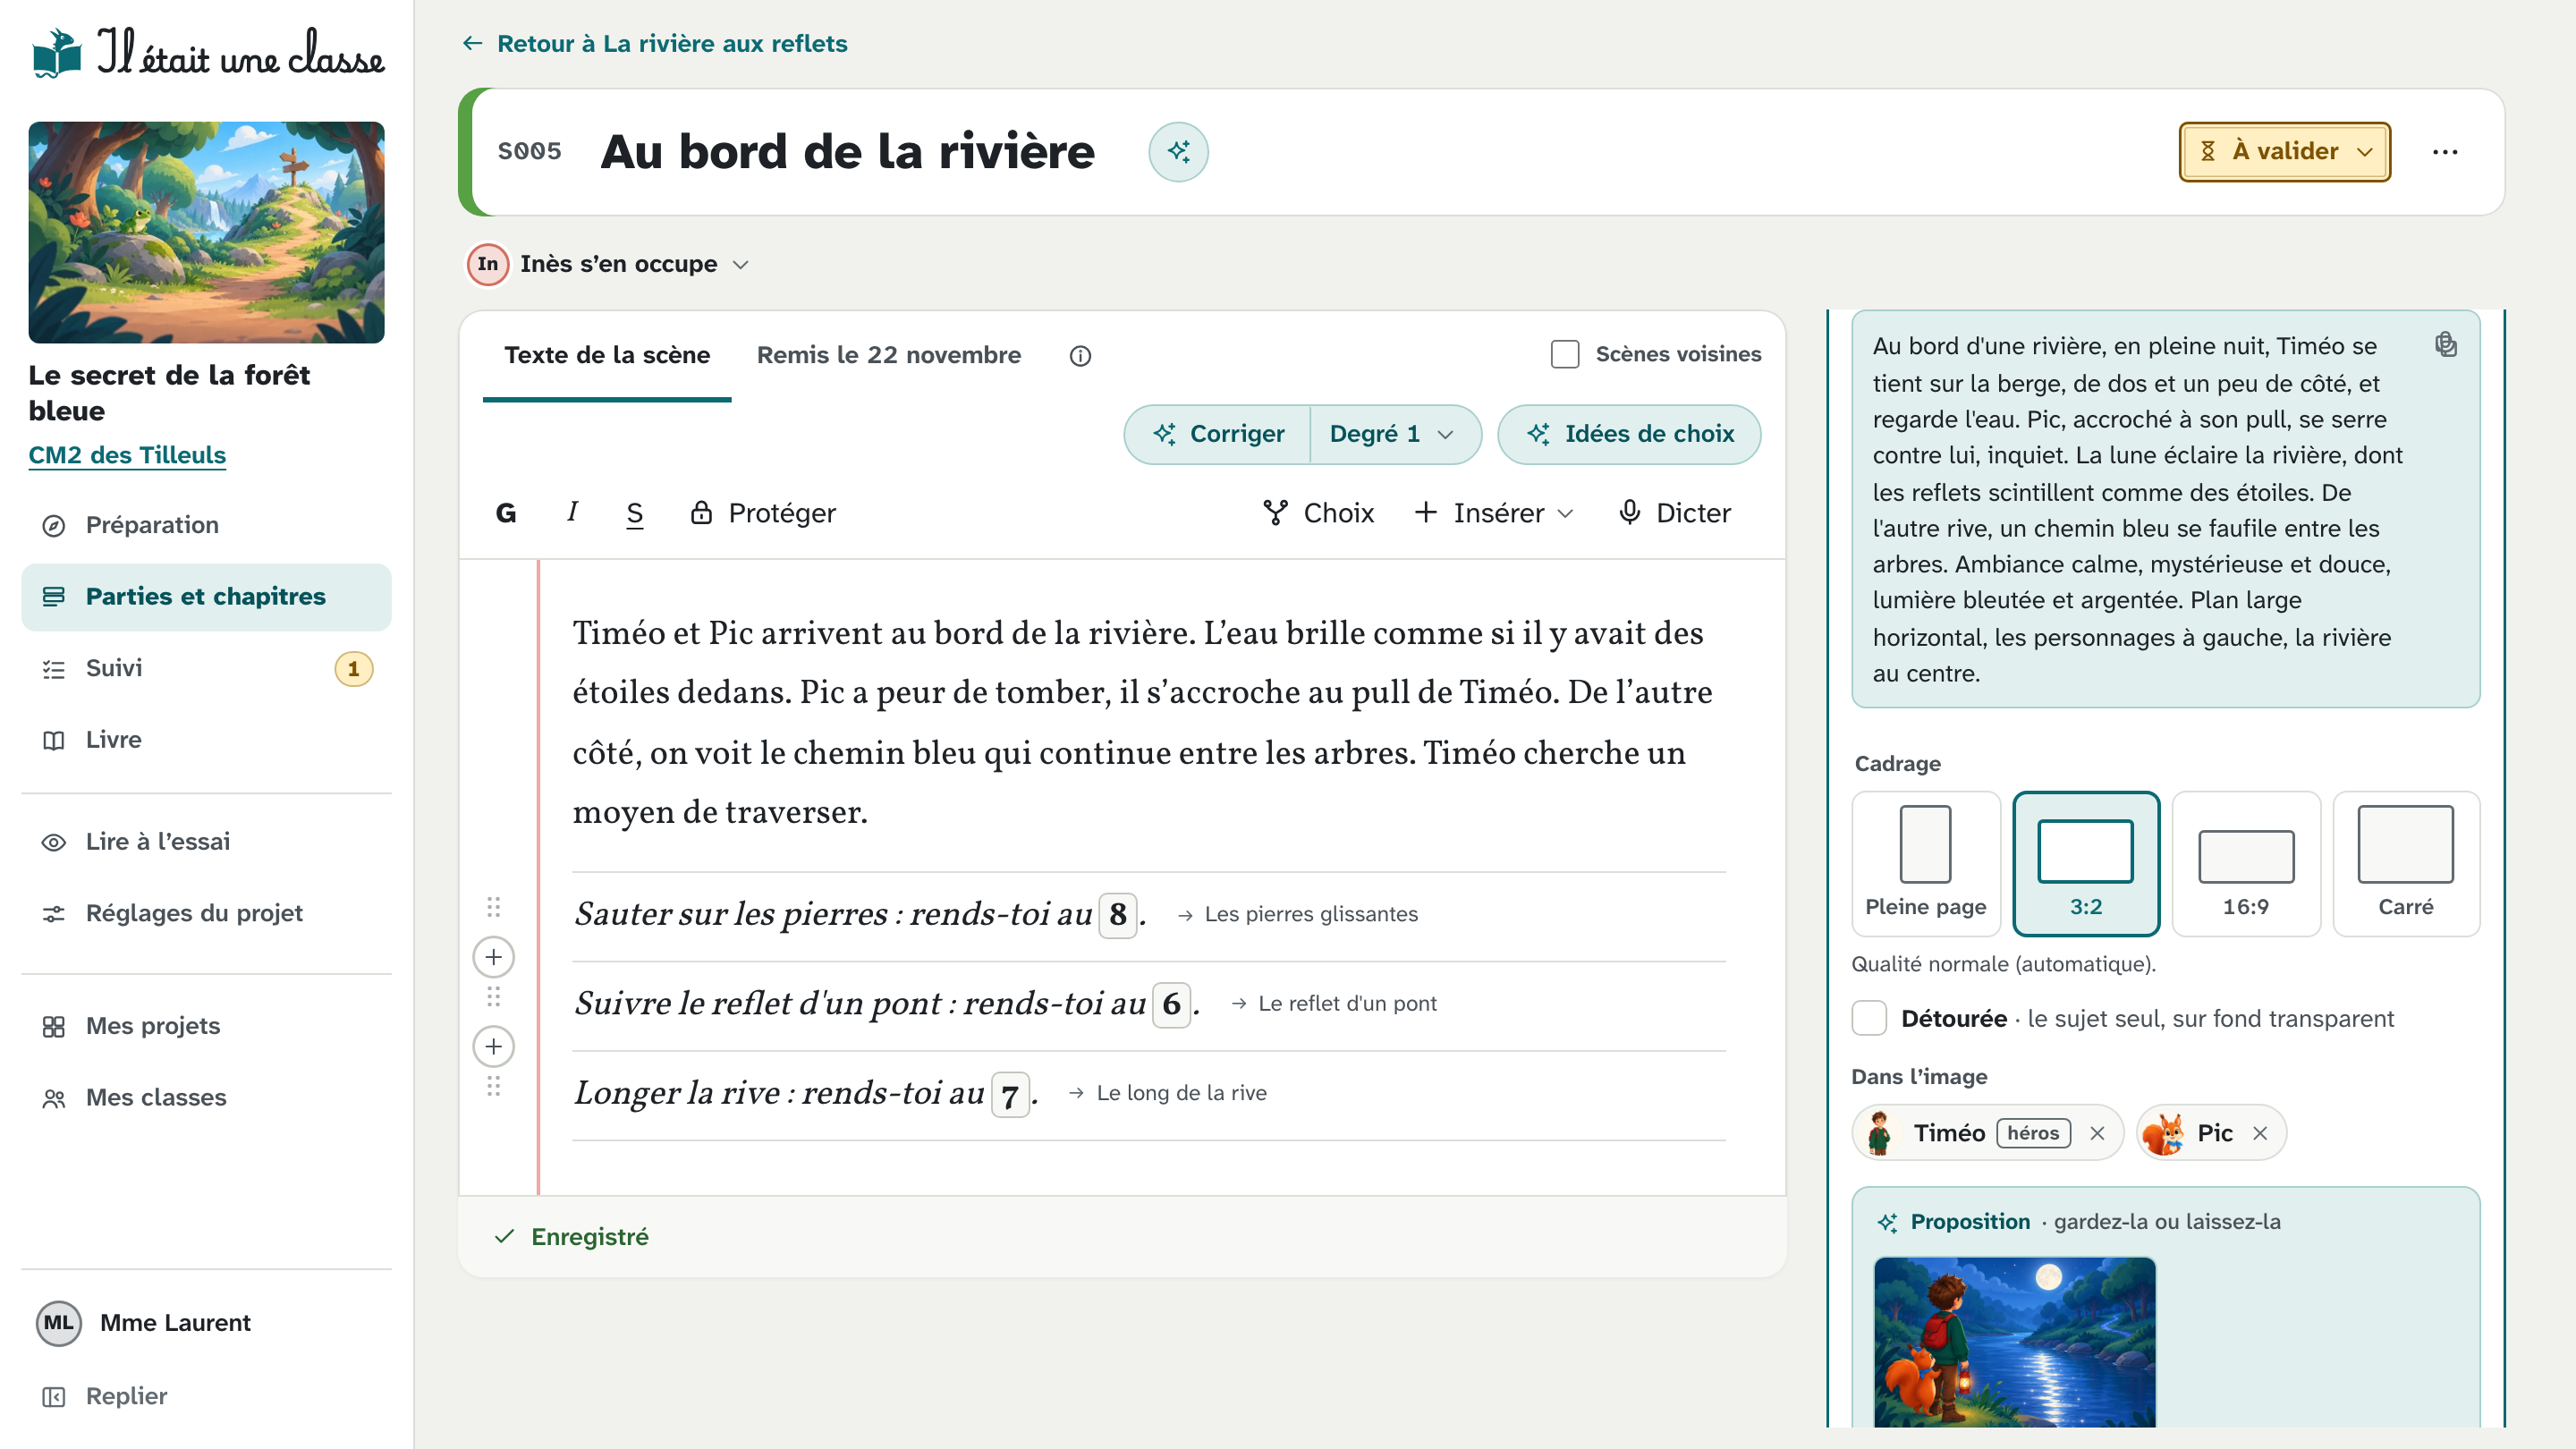 Il était une classe
Le secret de la forêt
bleue
CM2 des Tilleuls
Préparation
Parties et chapitres
Suivi
1
Livre
Lire à l’essai
Réglages du projet
Mes projets
Mes classes
ML
Mme Laurent
Replier
Retour à La rivière aux reflets
S005
Au bord de la rivière
À valider
In
Inès s’en occupe
Texte de la scène
Remis le 22 novembre
Scènes voisines
Corriger
Degré 1
Idées de choix
G
I
S
Protéger
Choix
Insérer
Dicter
Timéo et Pic arrivent au bord de la rivière. L’eau brille comme si il y avait des
étoiles dedans. Pic a peur de tomber, il s’accroche au pull de Timéo. De l’autre
côté, on voit le chemin bleu qui continue entre les arbres. Timéo cherche un
moyen de traverser.
Sauter sur les pierres : rends-toi au 8. → Les pierres glissantes
Suivre le reflet d'un pont : rends-toi au 6. → Le reflet d'un pont
Longer la rive : rends-toi au 7. → Le long de la rive
Enregistré
Au bord d'une rivière, en pleine nuit, Timéo se
tient sur la berge, de dos et un peu de côté, et
regarde l'eau. Pic, accroché à son pull, se serre
contre lui, inquiet. La lune éclaire la rivière, dont
les reflets scintillent comme des étoiles. De
l'autre rive, un chemin bleu se faufile entre les
arbres. Ambiance calme, mystérieuse et douce,
lumière bleutée et argentée. Plan large
horizontal, les personnages à gauche, la rivière
au centre.
Cadrage
Pleine page
3:2
16:9
Carré
Qualité normale (automatique).
Détourée · le sujet seul, sur fond transparent
Dans l’image
Timéo héros
Pic
Proposition · gardez-la ou laissez-la